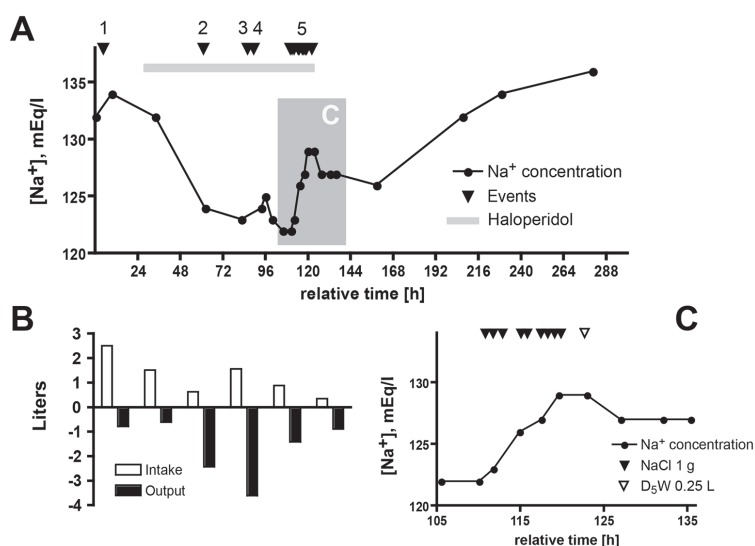 A
1 2 3 4 5
C
[Na⁺], mEq/l
135
130
125
120
Na⁺ concentration
Events
Haloperidol
24 48 72 96 120 144 168 192 216 240 264 288
relative time [h]
B
Liters
3
2
1
0
-1
-2
-3
-4
Intake
Output
C
[Na⁺], mEq/L
130
125
120
Na⁺ concentration
NaCl 1 g
D₅W 0.25 L
105 115 125 135
relative time [h]